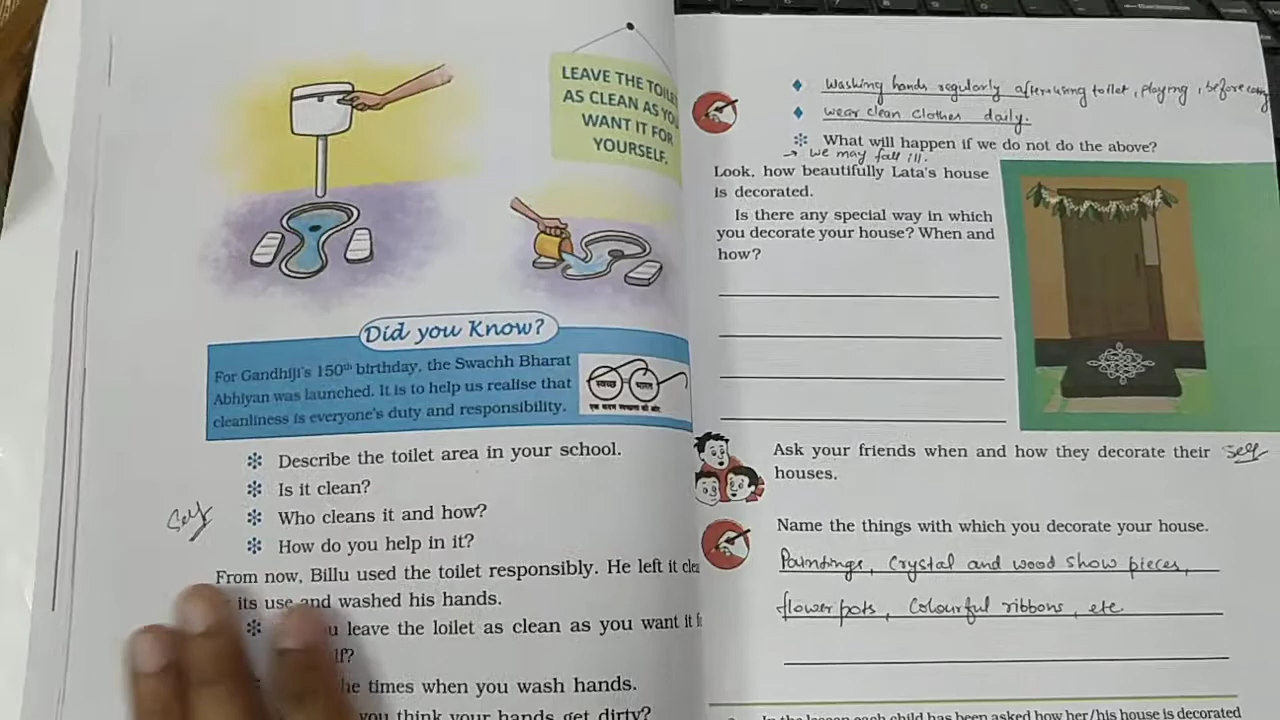 LEAVE THE TOILET
AS CLEAN AS YOU
WANT IT FOR
YOURSELF.
Did you Know?
For Gandhiji's 150th birthday, the Swachh Bharat
Abhiyan was launched. It is to help us realise that
cleanliness is everyone's duty and responsibility.
स्वच्छ भारत
एक कदम स्वच्छता की ओर
Describe the toilet area in your school.
Is it clean?
Self
Who cleans it and how?
How do you help in it?
From now, Billu used the toilet responsibly. He left it
its use and washed his hands.
leave the loilet as clean as you want it
he times when you wash hands.
you think your hands get dirty?
Washing hands regularly after using toilet, playing, before eating
wear clean clothes daily.
What will happen if we do not do the above?
→ we may fall ill.
Look, how beautifully Lata's house
is decorated.
Is there any special way in which
you decorate your house? When and
how?
Ask your friends when and how they decorate their self
houses.
Name the things with which you decorate your house.
Paintings, Crystal and wood show pieces,
flower pots, Colourful ribbons, etc
In the lesson each child has been asked how her/his house is decorated